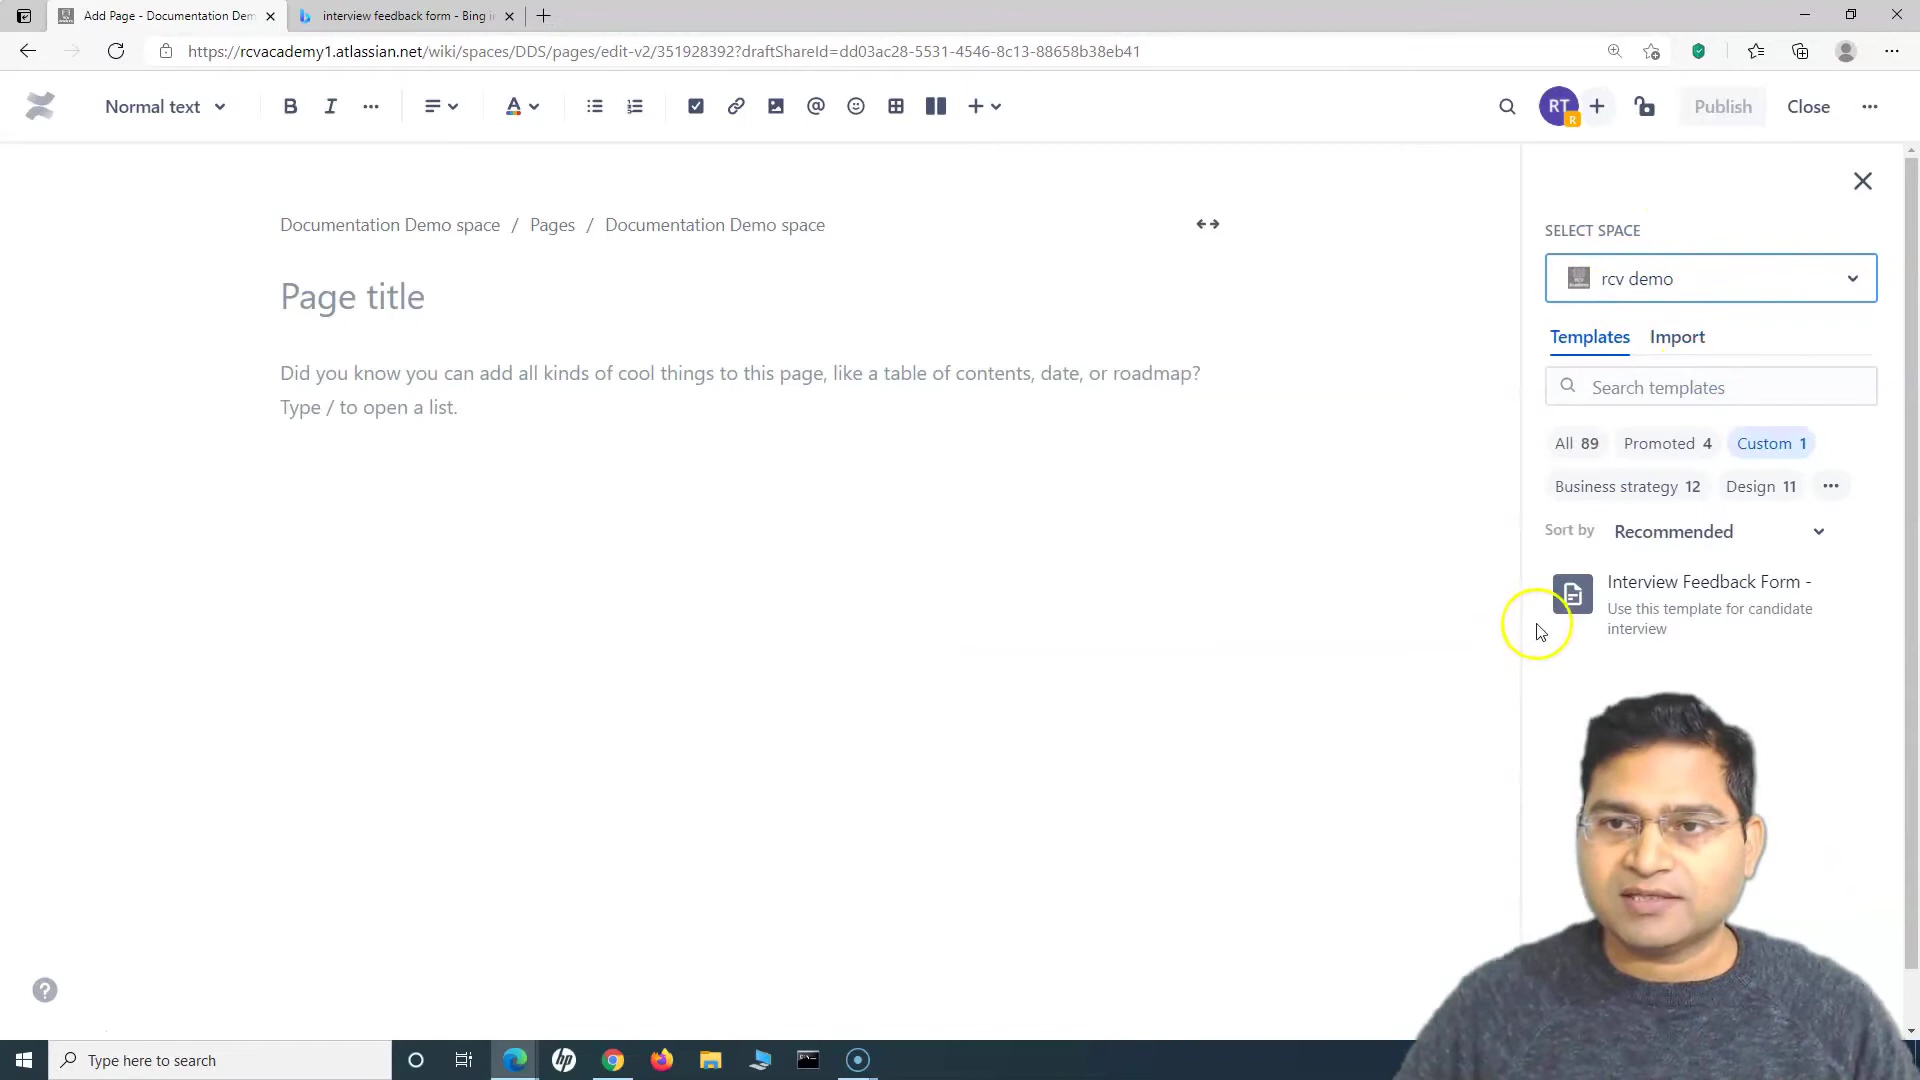 Add Page - Documentation Dem
interview feedback form - Bing i
https://rcvacademy1.atlassian.net/wiki/spaces/DDS/pages/edit-v2/351928392?draftShareId=dd03ac28-5531-4546-8c13-88658b38eb41
Normal text
B
I
A
RT
R
Publish
Close
Documentation Demo space / Pages / Documentation Demo space
Page title
Did you know you can add all kinds of cool things to this page, like a table of contents, date, or roadmap?
Type / to open a list.
SELECT SPACE
rcv demo
Templates
Import
Search templates
All 89
Promoted 4
Custom 1
Business strategy 12
Design 11
Sort by
Recommended
Interview Feedback Form -
Use this template for candidate
interview
Type here to search